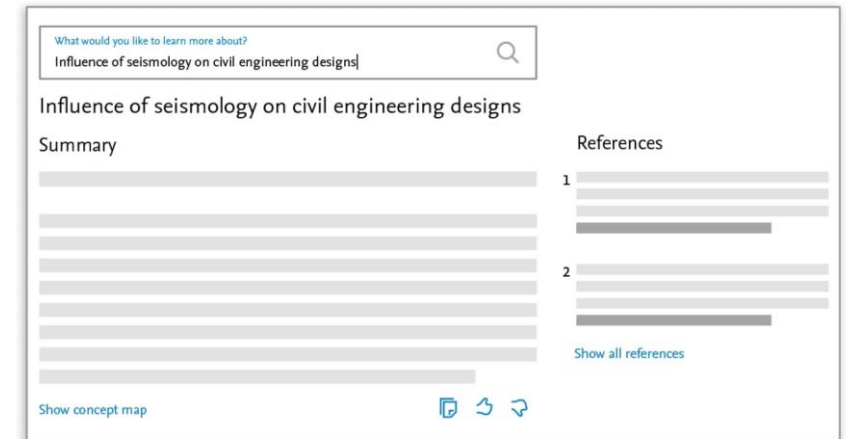 What would you like to learn more about?
Influence of seismology on civil engineering designs
Influence of seismology on civil engineering designs
Summary
References
1
2
Show all references
Show concept map